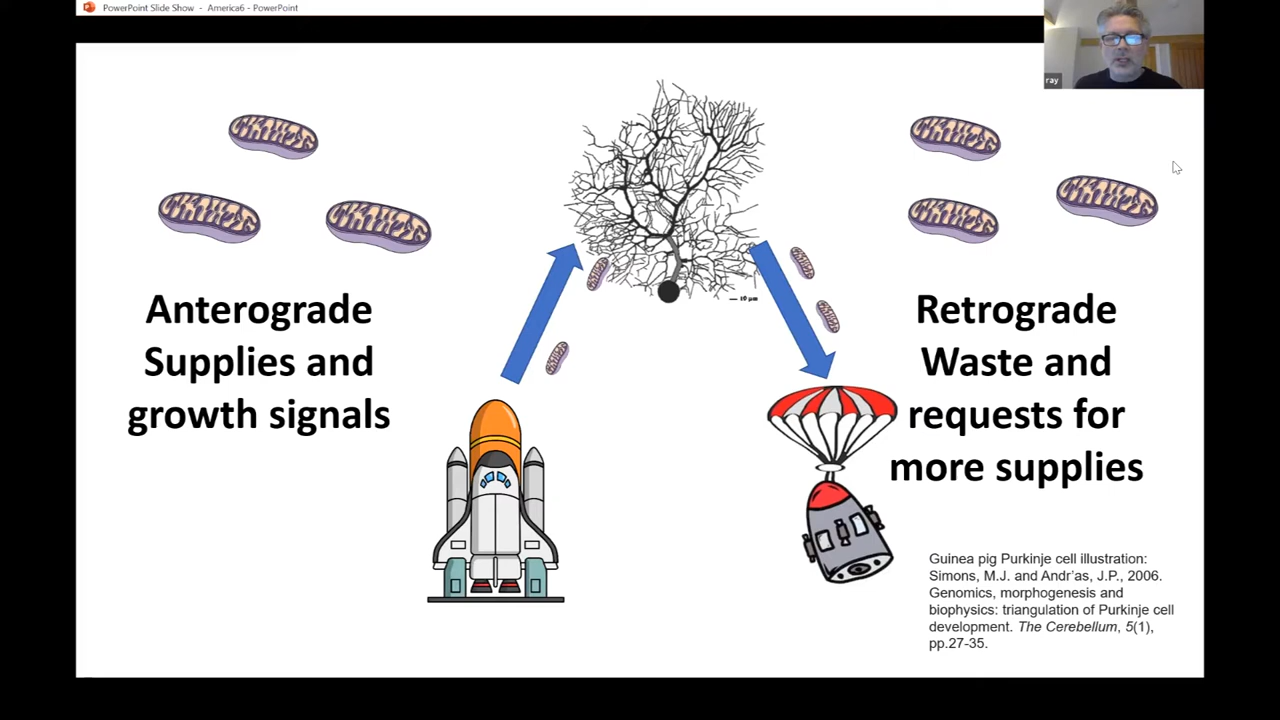 PowerPoint Slide Show - America6 - PowerPoint
ray
10 µm
Anterograde
Supplies and
growth signals
Retrograde
Waste and
requests for
more supplies
Guinea pig Purkinje cell illustration:
Simons, M.J. and Andr'as, J.P., 2006.
Genomics, morphogenesis and
biophysics: triangulation of Purkinje cell
development. The Cerebellum, 5(1),
pp.27-35.